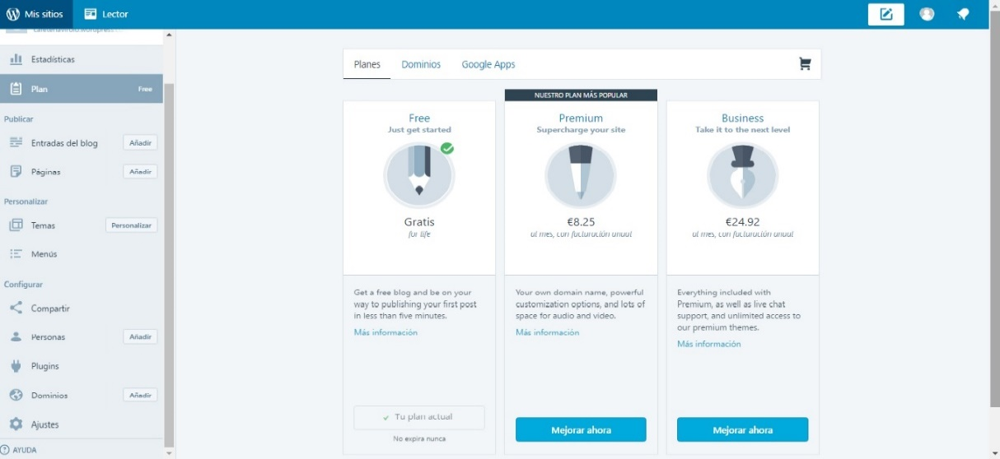 Mis sitios
Lector
Estadísticas
Plan
Free
Publicar
Entradas del blog
Añadir
Páginas
Añadir
Personalizar
Temas
Personalizar
Menús
Configurar
Compartir
Personas
Añadir
Plugins
Dominios
Añadir
Ajustes
AYUDA
Planes
Dominios
Google Apps
Free
Just get started
Gratis
for life
Get a free blog and be on your
way to publishing your first post
in less than five minutes.
Más información
Tu plan actual
No expira nunca
NUESTRO PLAN MÁS POPULAR
Premium
Supercharge your site
€8.25
al mes, con facturación anual
Your own domain name, powerful
customization options, and lots of
space for audio and video.
Más información
Mejorar ahora
Business
Take it to the next level
€24.92
al mes, con facturación anual
Everything included with
Premium, as well as live chat
support, and unlimited access to
our premium themes.
Más información
Mejorar ahora